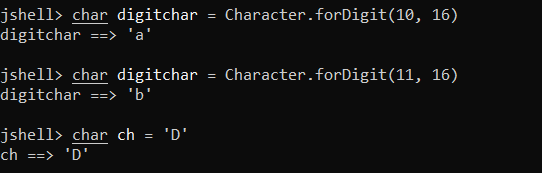 jshell> char digitchar = Character.forDigit(10, 16)
digitchar ==> 'a'
jshell> char digitchar = Character.forDigit(11, 16)
digitchar ==> 'b'
jshell> char ch = 'D'
ch ==> 'D'